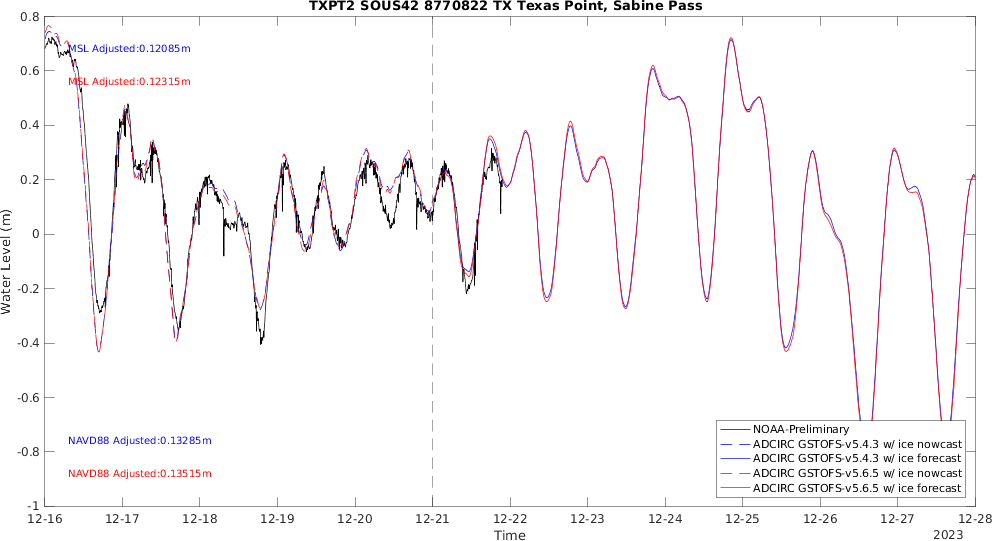 TXPT2 SOUS42 8770822 TX Texas Point, Sabine Pass
0.8
0.6
0.4
0.2
0
-0.2
-0.4
-0.6
-0.8
-1
Water Level (m)
MSL Adjusted:0.12085m
MSL Adjusted:0.12315m
NAVD88 Adjusted:0.13285m
NAVD88 Adjusted:0.13515m
NOAA-Preliminary
ADCIRC GSTOFS-v5.4.3 w/ ice nowcast
ADCIRC GSTOFS-v5.4.3 w/ ice forecast
ADCIRC GSTOFS-v5.6.5 w/ ice nowcast
ADCIRC GSTOFS-v5.6.5 w/ ice forecast
12-16 12-17 12-18 12-19 12-20 12-21 12-22 12-23 12-24 12-25 12-26 12-27 12-28
Time
2023